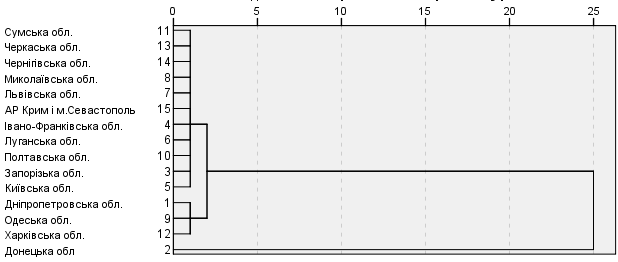 0 5 10 15 20 25
Сумська обл. 11
Черкаська обл. 13
Чернігівська обл. 14
Миколаївська обл. 8
Львівська обл. 7
АР Крим і м.Севастополь 15
Івано-Франківська обл. 4
Луганська обл. 6
Полтавська обл. 10
Запорізька обл. 3
Київська обл. 5
Дніпропетровська обл. 1
Одеська обл. 9
Харківська обл. 12
Донецька обл 2